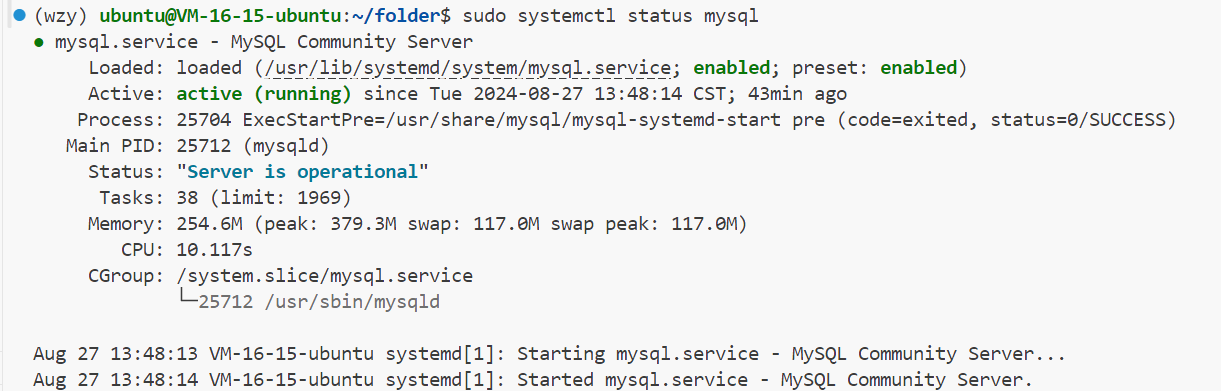 (wzy) ubuntu@VM-16-15-ubuntu:~/folder$ sudo systemctl status mysql
● mysql.service - MySQL Community Server
Loaded: loaded (/usr/lib/systemd/system/mysql.service; enabled; preset: enabled)
Active: active (running) since Tue 2024-08-27 13:48:14 CST; 43min ago
Process: 25704 ExecStartPre=/usr/share/mysql/mysql-systemd-start pre (code=exited, status=0/SUCCESS)
Main PID: 25712 (mysqld)
Status: "Server is operational"
Tasks: 38 (limit: 1969)
Memory: 254.6M (peak: 379.3M swap: 117.0M swap peak: 117.0M)
CPU: 10.117s
CGroup: /system.slice/mysql.service
└─25712 /usr/sbin/mysqld
Aug 27 13:48:13 VM-16-15-ubuntu systemd[1]: Starting mysql.service - MySQL Community Server...
Aug 27 13:48:14 VM-16-15-ubuntu systemd[1]: Started mysql.service - MySQL Community Server.